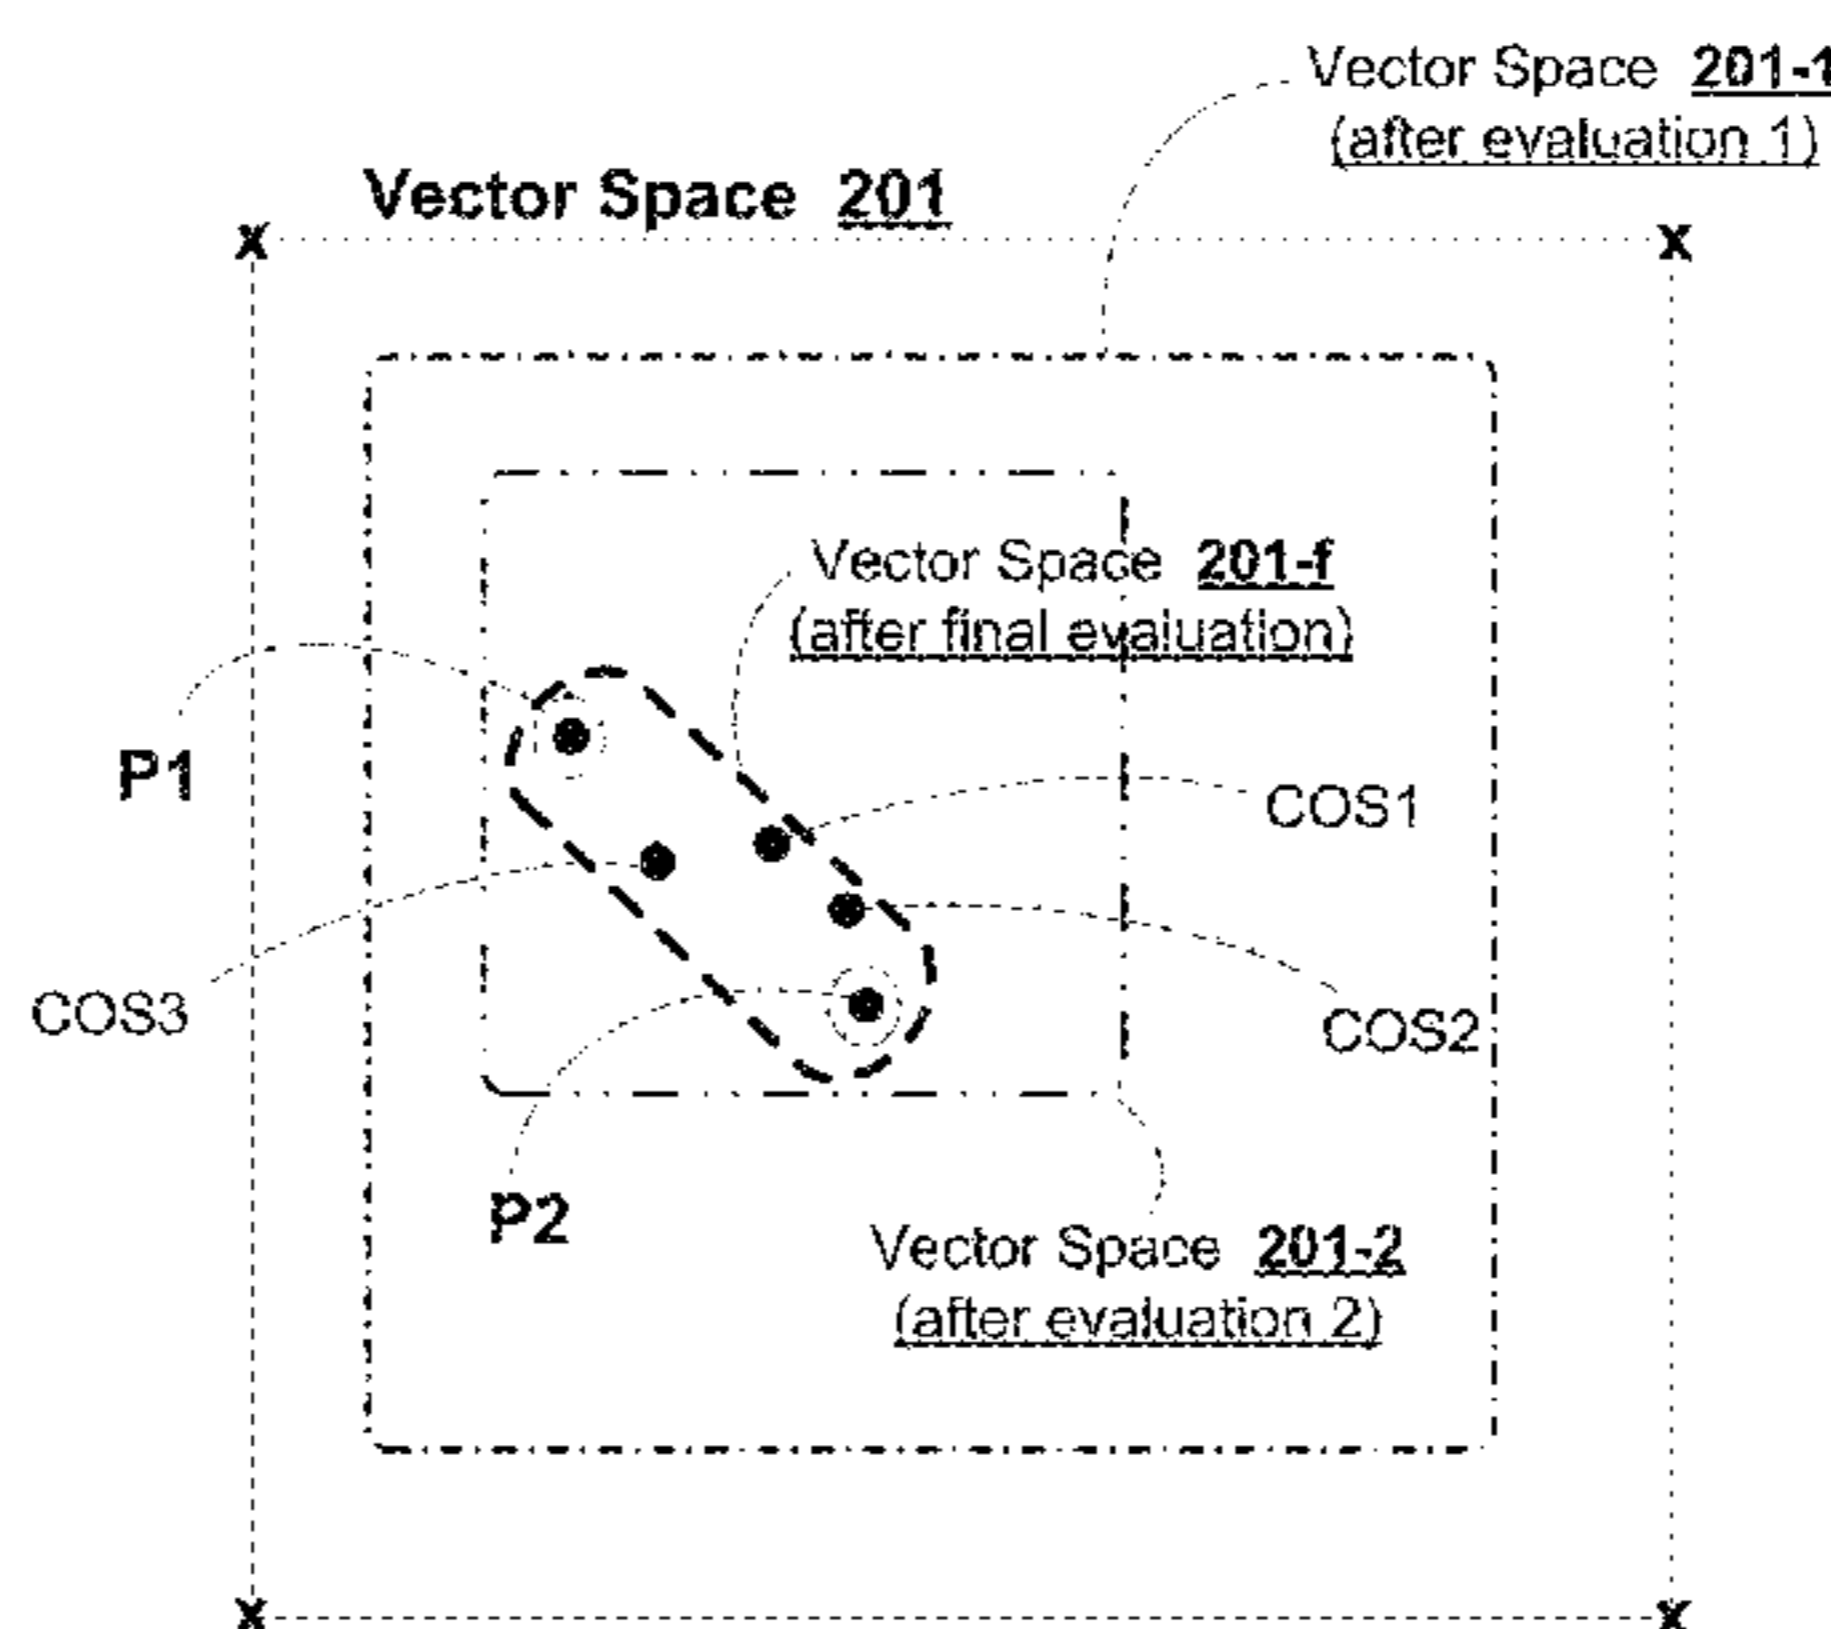 Vector Space 201-1
(after evaluation 1)
Vector Space 201
x x
Vector Space 201-f
(after final evaluation)
P1
COS1
COS3
COS2
P2
Vector Space 201-2
(after evaluation 2)
x x